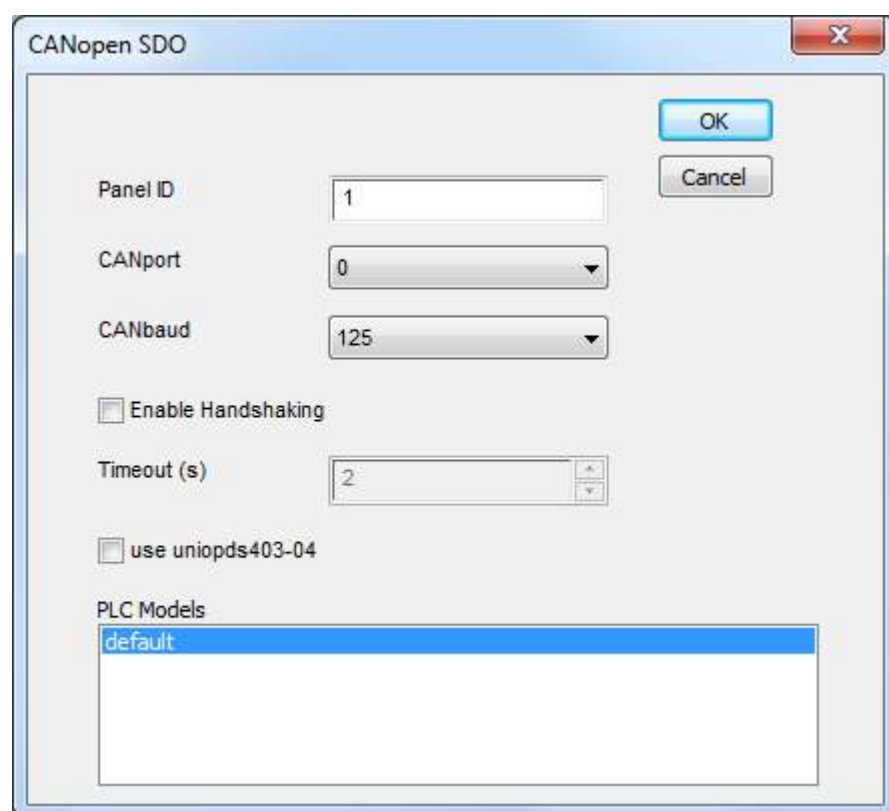 CANopen SDO
OK
Cancel
Panel ID
1
CANport
0
CANbaud
125
Enable Handshaking
Timeout (s)
2
use uniopds403-04
PLC Models
default